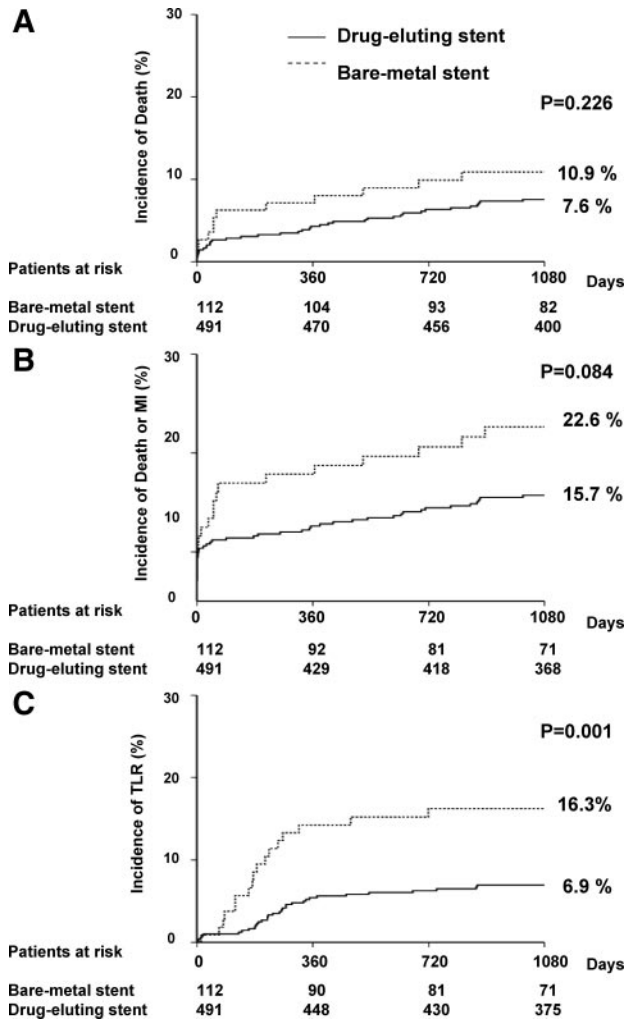 A
Incidence of Death (%)
30
20
10
0
Drug-eluting stent
Bare-metal stent
P=0.226
10.9 %
7.6 %
0 360 720 1080 Days
Patients at risk
Bare-metal stent 112 104 93 82
Drug-eluting stent 491 470 456 400
B
Incidence of Death or MI (%)
30
20
10
0
P=0.084
22.6 %
15.7 %
0 360 720 1080 Days
Patients at risk
Bare-metal stent 112 92 81 71
Drug-eluting stent 491 429 418 368
C
Incidence of TLR (%)
30
20
10
0
P=0.001
16.3%
6.9 %
0 360 720 1080 Days
Patients at risk
Bare-metal stent 112 90 81 71
Drug-eluting stent 491 448 430 375